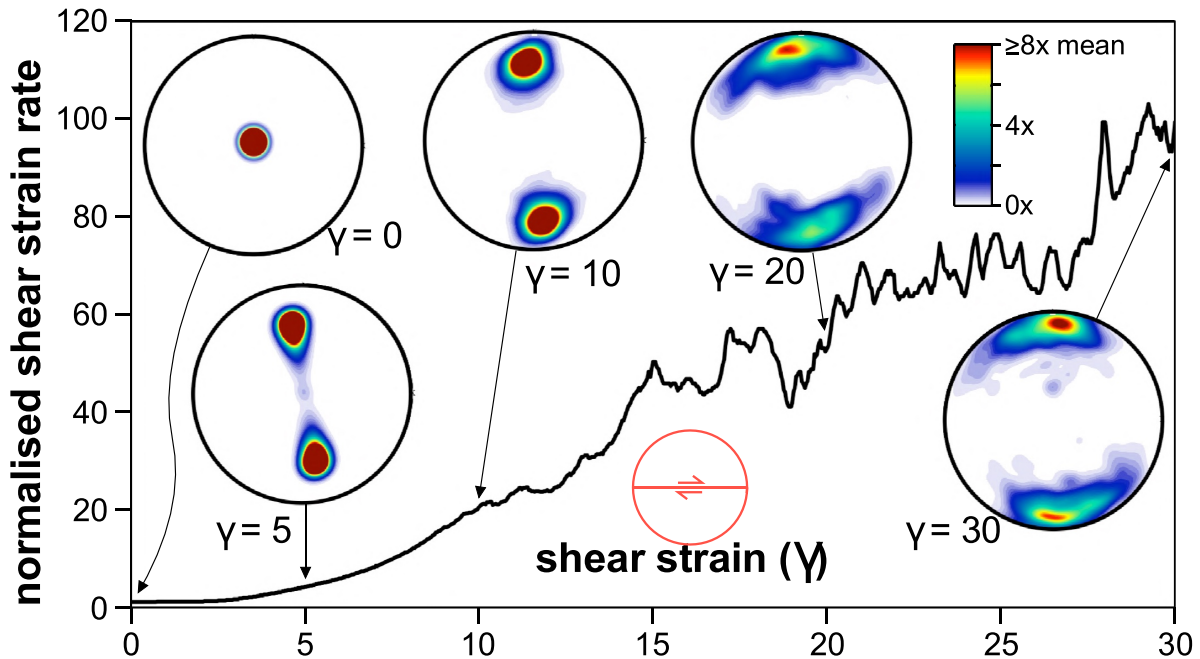 normalised shear strain rate
120
100
80
60
40
20
0
γ = 0
γ = 10
γ = 20
≥8x mean
4x
0x
γ = 5
γ = 30
shear strain (γ)
0
5
10
15
20
25
30